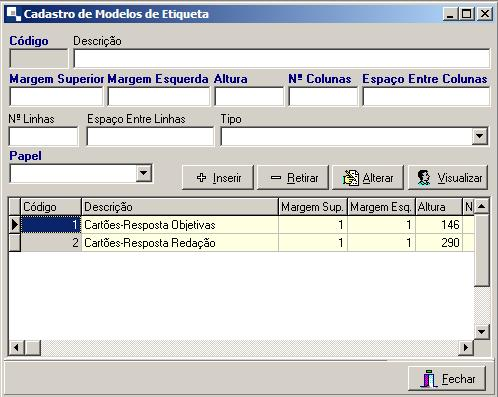 Cadastro de Modelos de Etiqueta
Código Descrição
Margem Superior Margem Esquerda Altura Nº Colunas Espaço Entre Colunas
Nº Linhas Espaço Entre Linhas Tipo
Papel
Inserir Retirar Alterar Visualizar
Código Descrição Margem Sup. Margem Esq. Altura N
1 Cartões-Resposta Objetivas 1 1 146
2 Cartões-Resposta Redação 1 1 290
Fechar